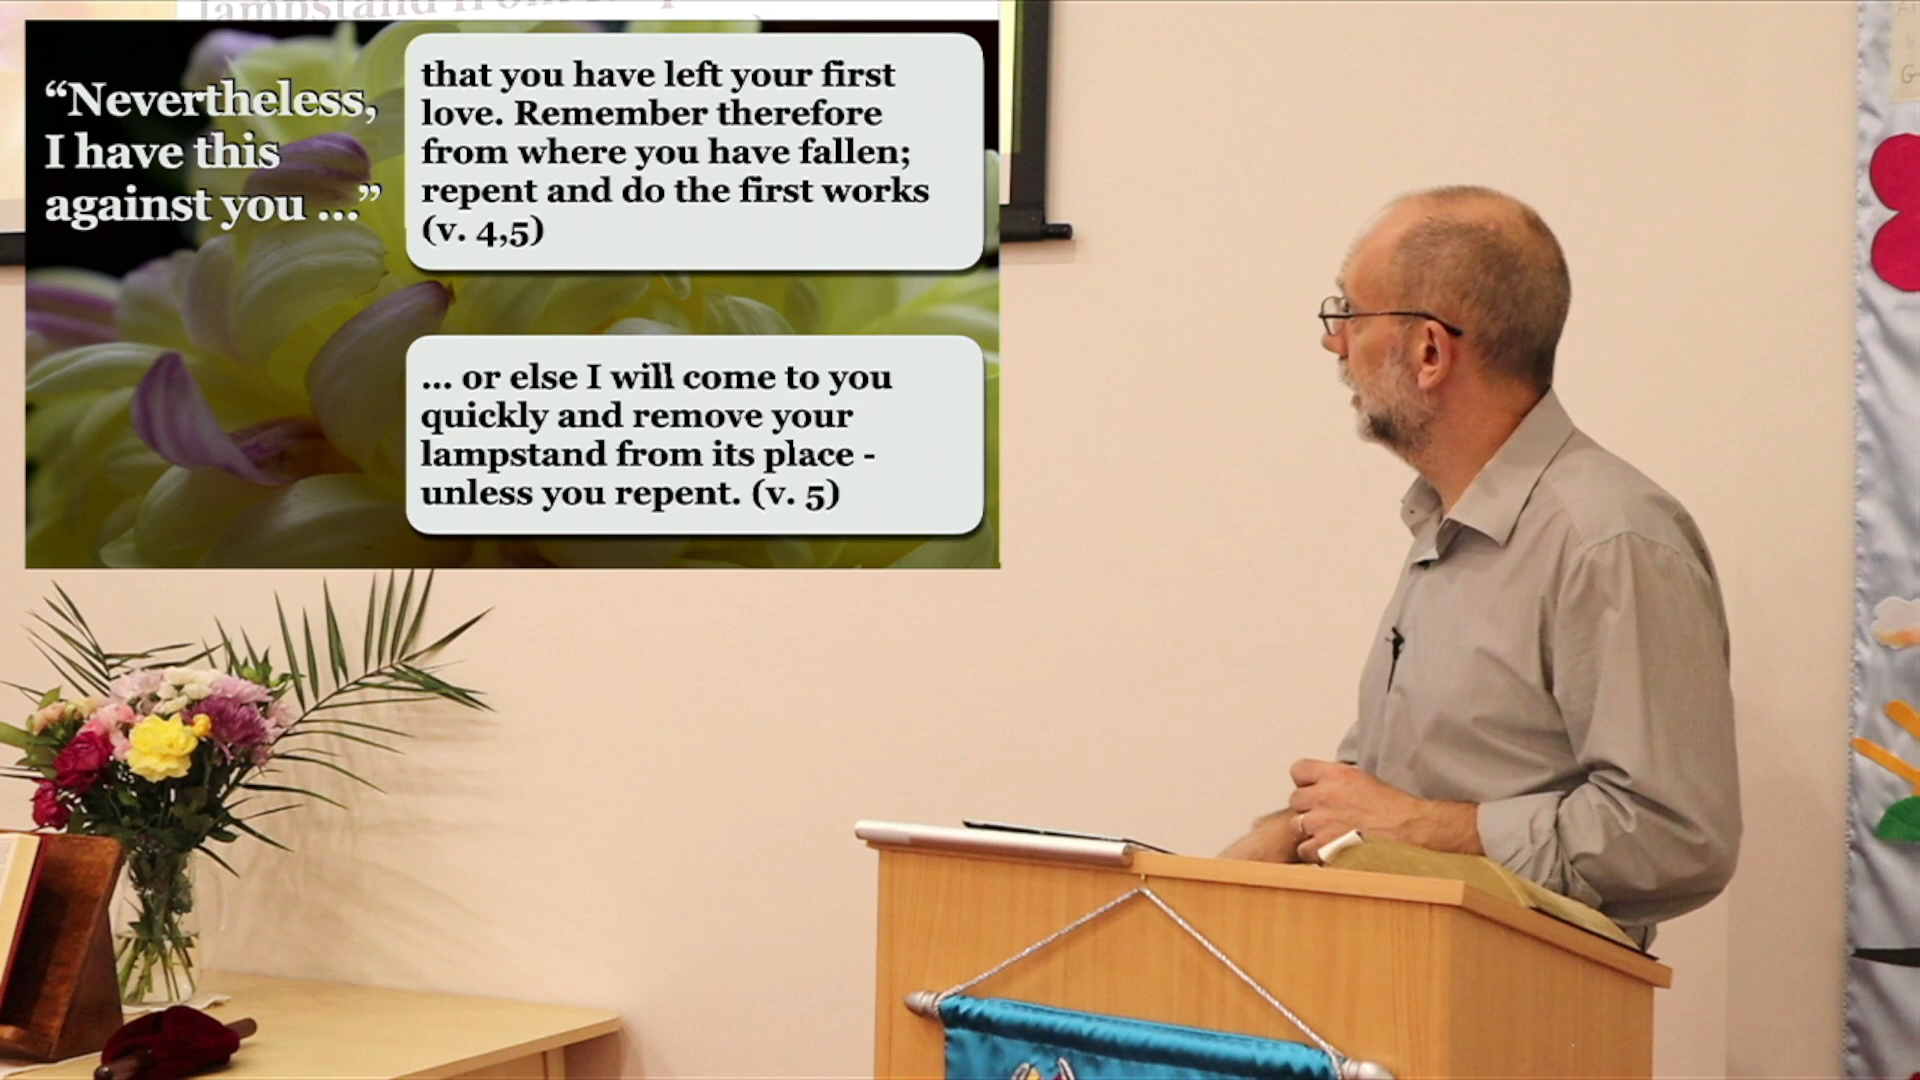 lampstand from
“Nevertheless,
I have this
against you ...”
that you have left your first
love. Remember therefore
from where you have fallen;
repent and do the first works
(v. 4,5)
... or else I will come to you
quickly and remove your
lampstand from its place -
unless you repent. (v. 5)